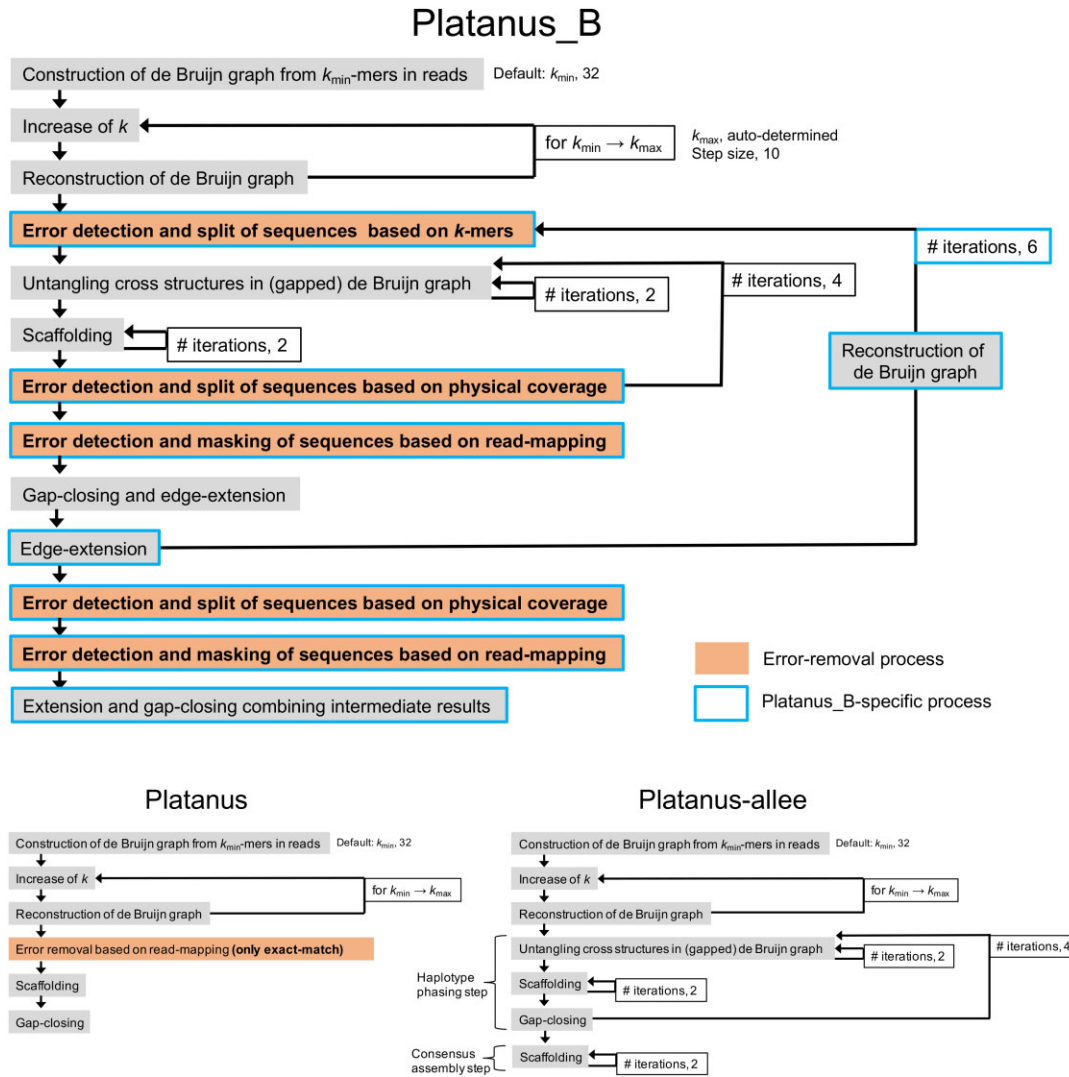 Platanus_B
Construction of de Bruijn graph from kmin-mers in reads
Default: kmin, 32
Increase of k
for kmin → kmax
kmax, auto-determined
Step size, 10
Reconstruction of de Bruijn graph
Error detection and split of sequences based on k-mers
# iterations, 6
Untangling cross structures in (gapped) de Bruijn graph
# iterations, 2
# iterations, 4
Scaffolding
# iterations, 2
Reconstruction of
de Bruijn graph
Error detection and split of sequences based on physical coverage
Error detection and masking of sequences based on read-mapping
Gap-closing and edge-extension
Edge-extension
Error detection and split of sequences based on physical coverage
Error detection and masking of sequences based on read-mapping
Extension and gap-closing combining intermediate results
Error-removal process
Platanus_B-specific process
Platanus
Construction of de Bruijn graph from kmin-mers in reads
Default: kmin, 32
Increase of k
for kmin → kmax
Reconstruction of de Bruijn graph
Error removal based on read-mapping (only exact-match)
Scaffolding
Gap-closing
Platanus-allee
Construction of de Bruijn graph from kmin-mers in reads
Default: kmin, 32
Increase of k
for kmin → kmax
Reconstruction of de Bruijn graph
Untangling cross structures in (gapped) de Bruijn graph
# iterations, 2
# iterations, 4
Haplotype
phasing step
Scaffolding
# iterations, 2
Gap-closing
Consensus
assembly step
Scaffolding
# iterations, 2